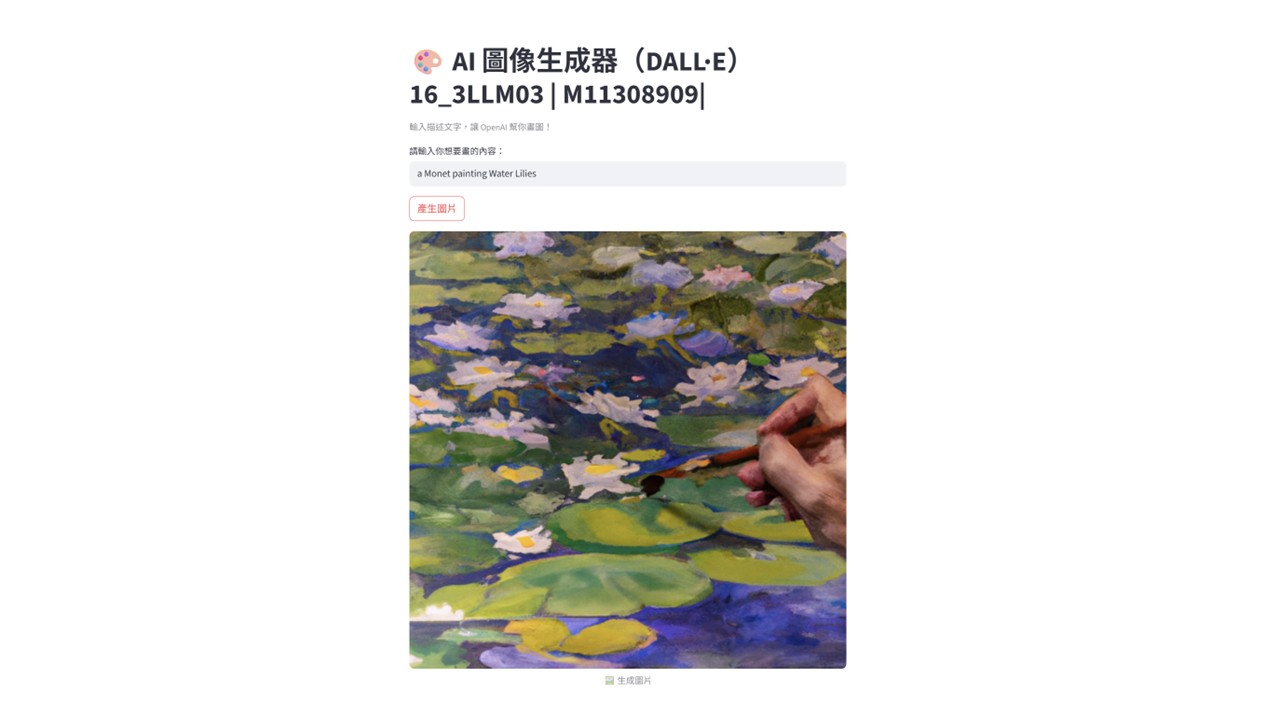 🎨 AI 圖像生成器（DALL·E）
16_3LLM03 | M11308909|
輸入描述文字，讓 OpenAI 幫你畫圖！
請輸入你想要畫的內容：
a Monet painting Water Lilies
產生圖片
🖼️ 生成圖片